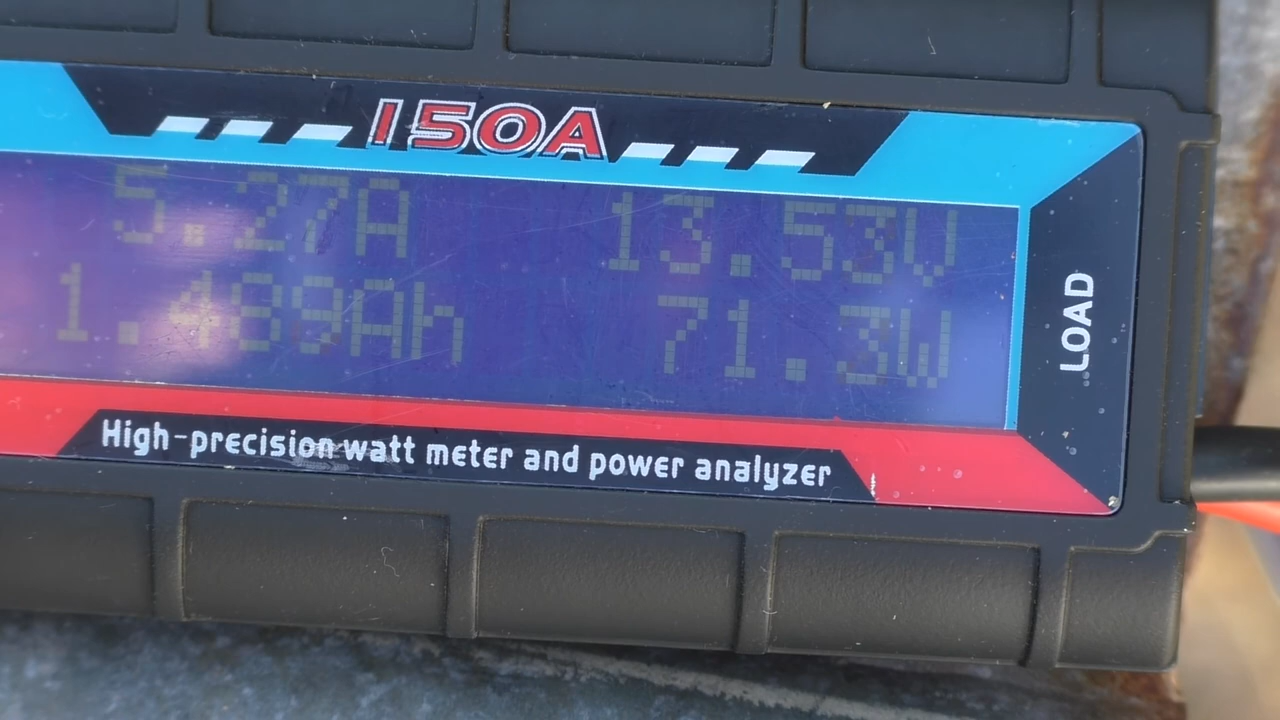 150A
5.27A 13.53V
1.489Ah 71.3W
LOAD
High-precision watt meter and power analyzer